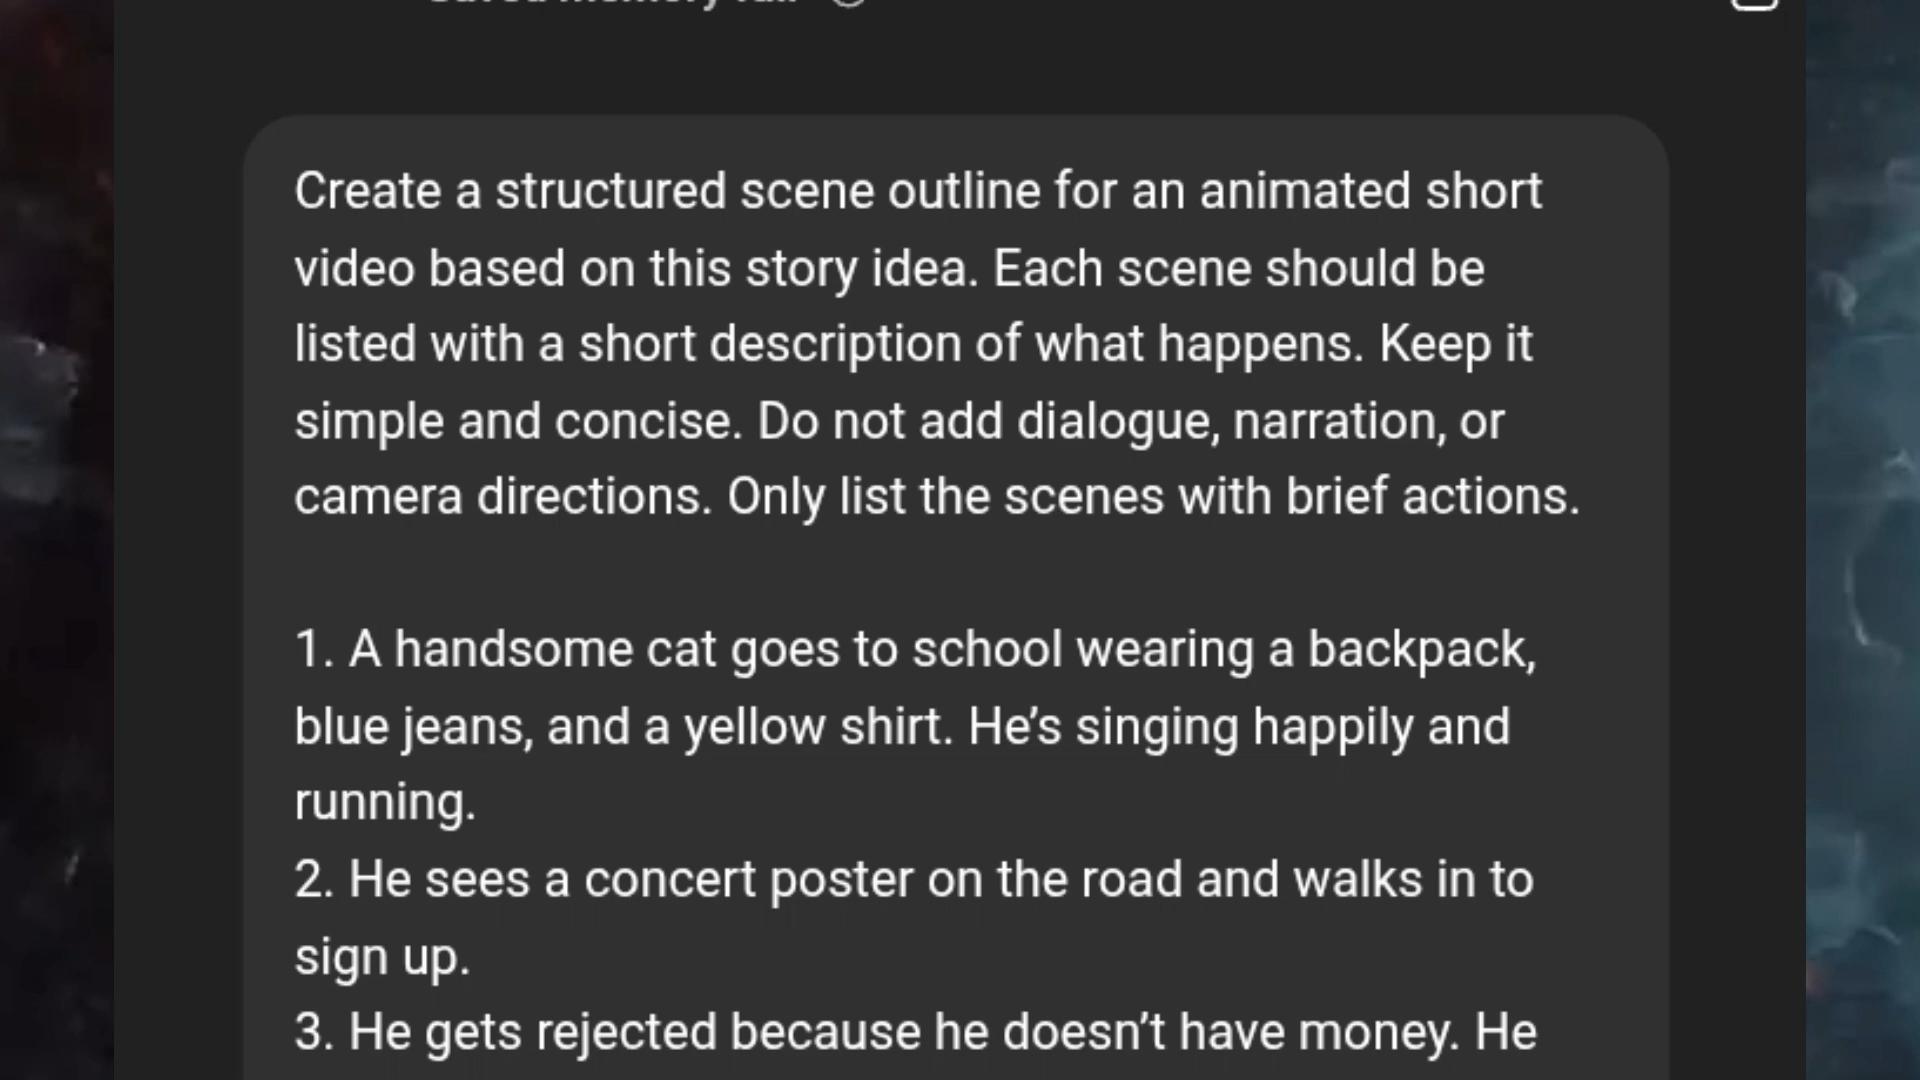 Create a structured scene outline for an animated short
video based on this story idea. Each scene should be
listed with a short description of what happens. Keep it
simple and concise. Do not add dialogue, narration, or
camera directions. Only list the scenes with brief actions.
1. A handsome cat goes to school wearing a backpack,
blue jeans, and a yellow shirt. He’s singing happily and
running.
2. He sees a concert poster on the road and walks in to
sign up.
3. He gets rejected because he doesn’t have money. He